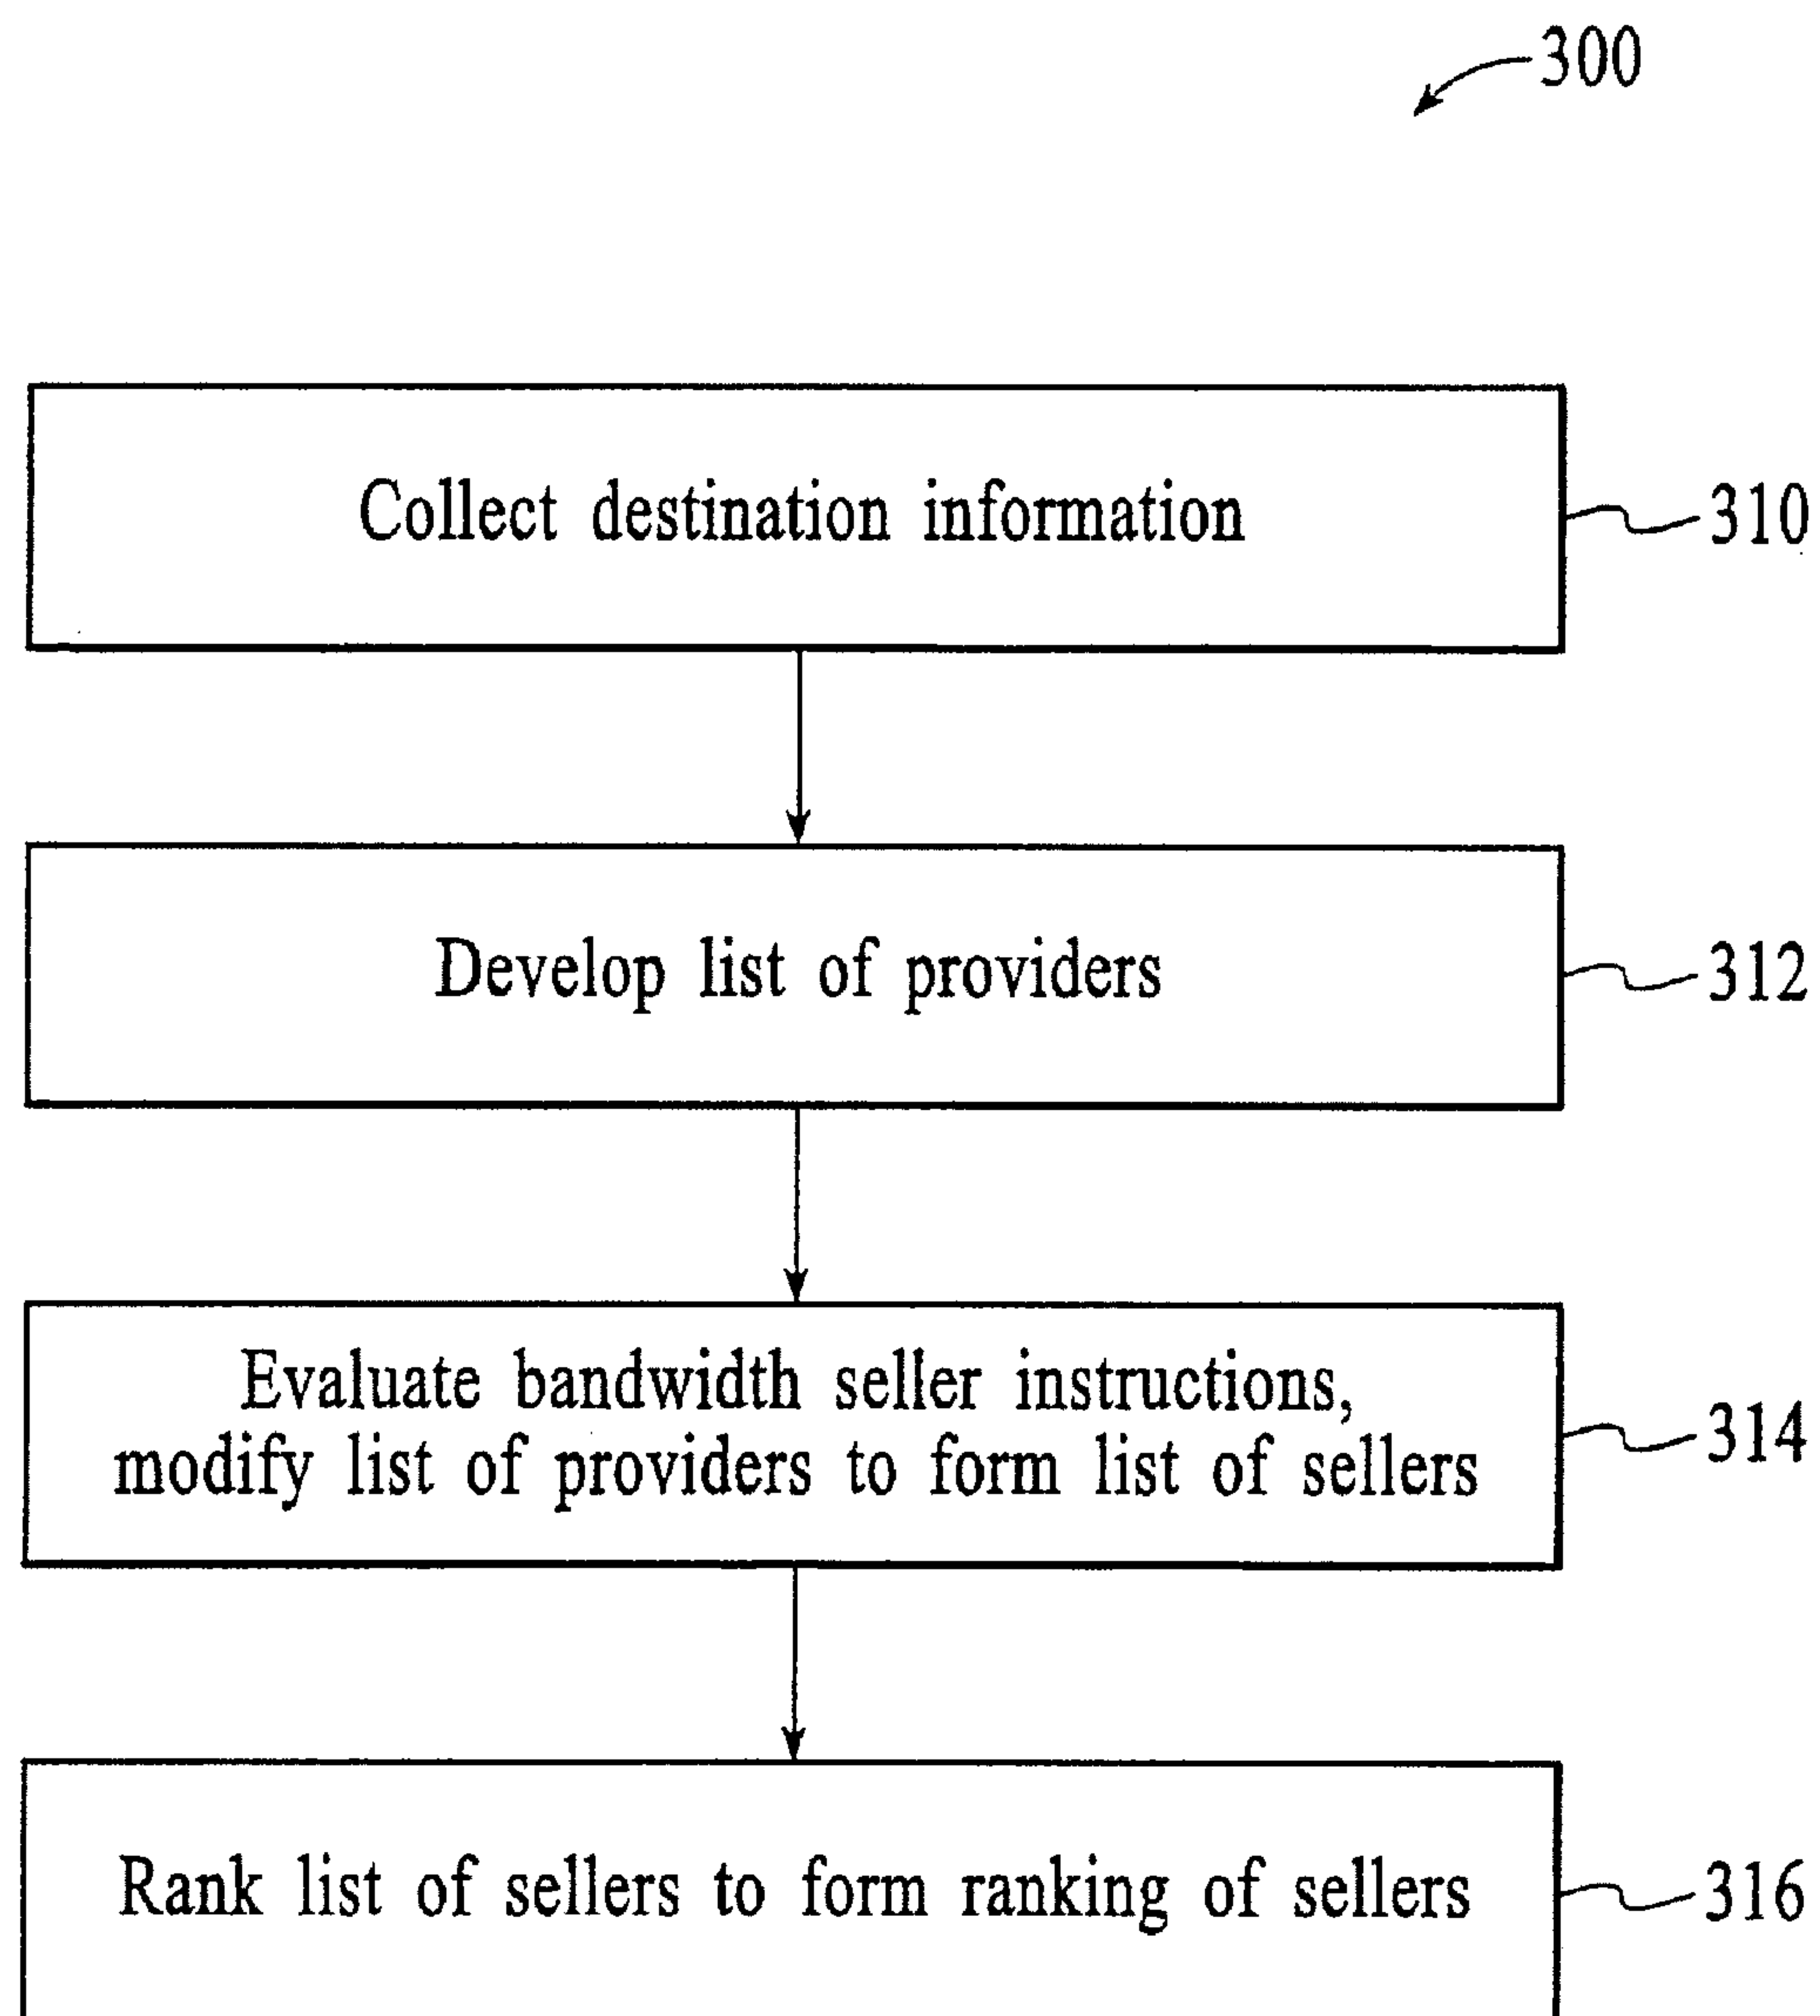 300
Collect destination information
310
Develop list of providers
312
Evaluate bandwidth seller instructions,
modify list of providers to form list of sellers
314
Rank list of sellers to form ranking of sellers
316